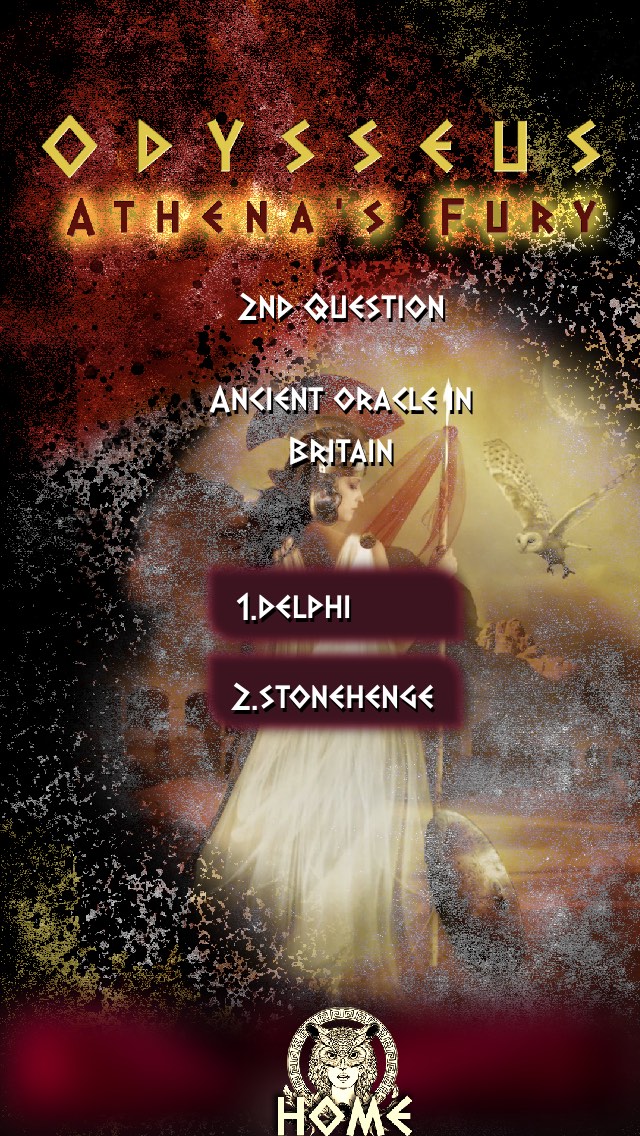 ODYSSEUS
ATHENA'S FURY
2ND QUESTION
ANCIENT ORACLE IN
BRITAIN
1.DELPHI
2.STONEHENGE
HOME